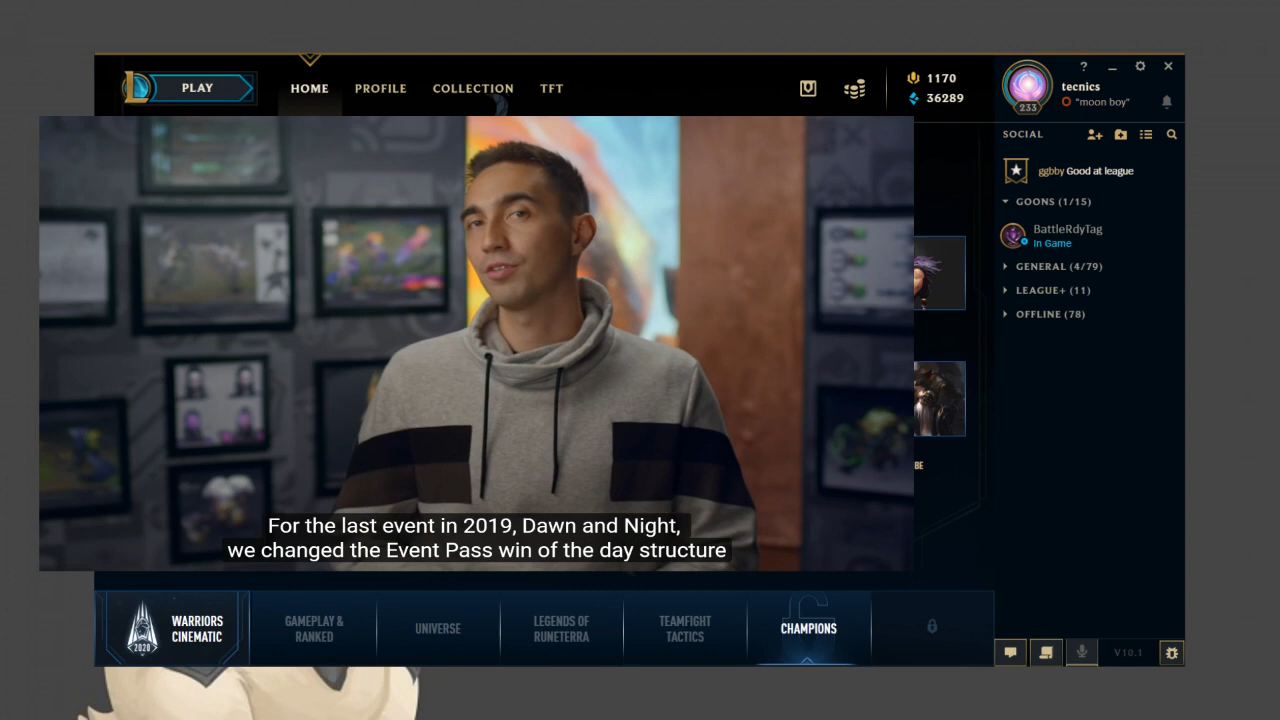 PLAY
HOME
PROFILE
COLLECTION
TFT
1170
36289
?
233
tecnics
"moon boy"
SOCIAL
ggbby Good at league
GOONS (1/15)
BattleRdyTag
In Game
GENERAL (4/79)
LEAGUE+ (11)
OFFLINE (78)
BE
For the last event in 2019, Dawn and Night,
we changed the Event Pass win of the day structure
2020
WARRIORS
CINEMATIC
GAMEPLAY &
RANKED
UNIVERSE
LEGENDS OF
RUNETERRA
TEAMFIGHT
TACTICS
CHAMPIONS
V10.1